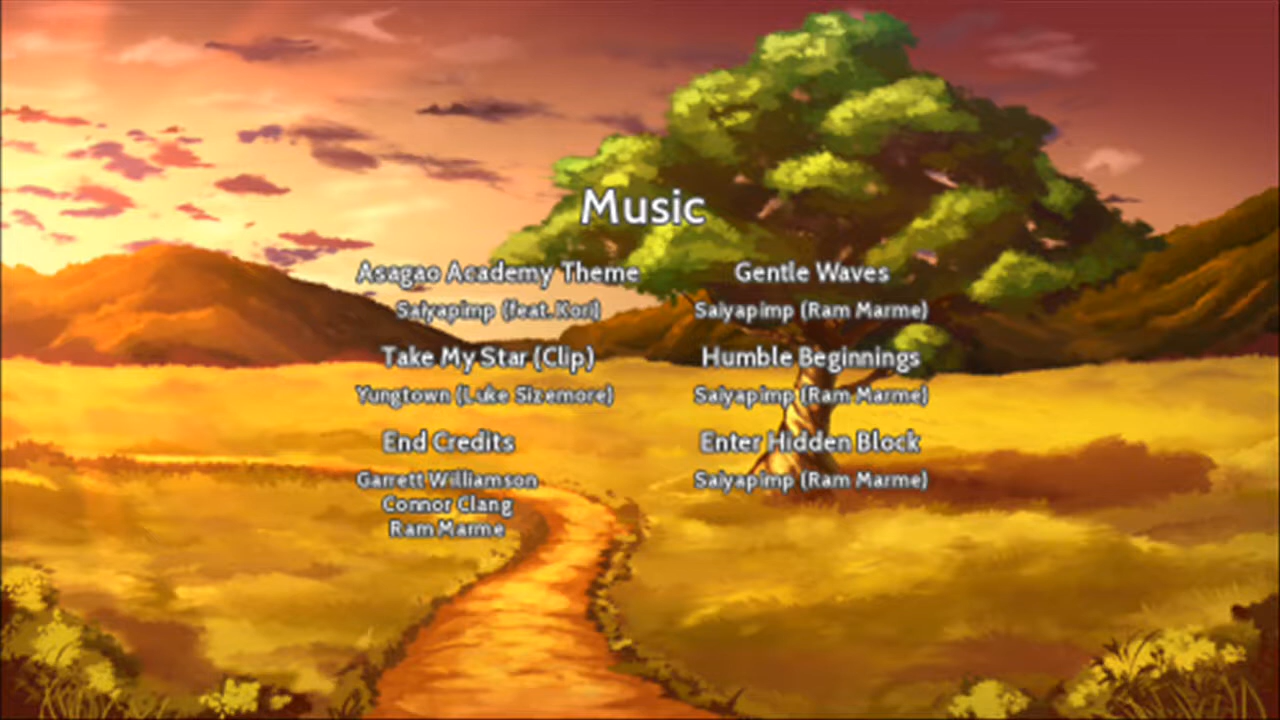 Music
Asagao Academy Theme
Saiyapimp (feat. Kori)
Take My Star (Clip)
Yungtown (Luke Sizemore)
End Credits
Garrett Williamson
Connor Clang
Ram Marme
Gentle Waves
Saiyapimp (Ram Marme)
Humble Beginnings
Saiyapimp (Ram Marme)
Enter Hidden Block
Saiyapimp (Ram Marme)